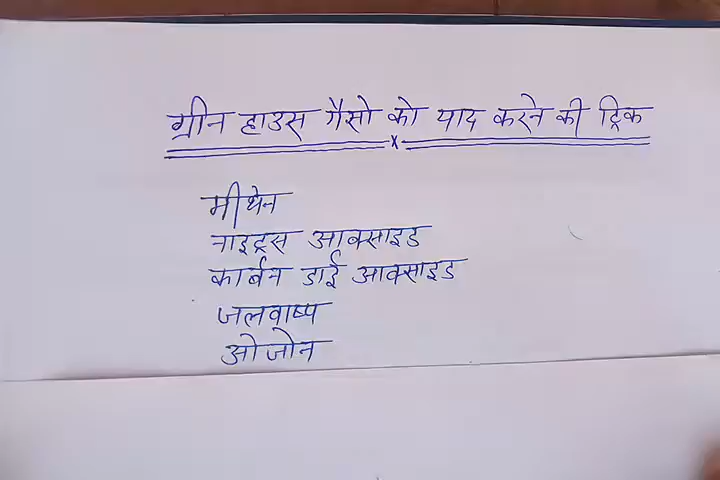 ग्रीन हाउस गैसो को याद करने की ट्रिक
x
मीथेन
नाइट्रस आक्साइड
कार्बन डाई आक्साइड
जलवाष्प
ओजोन